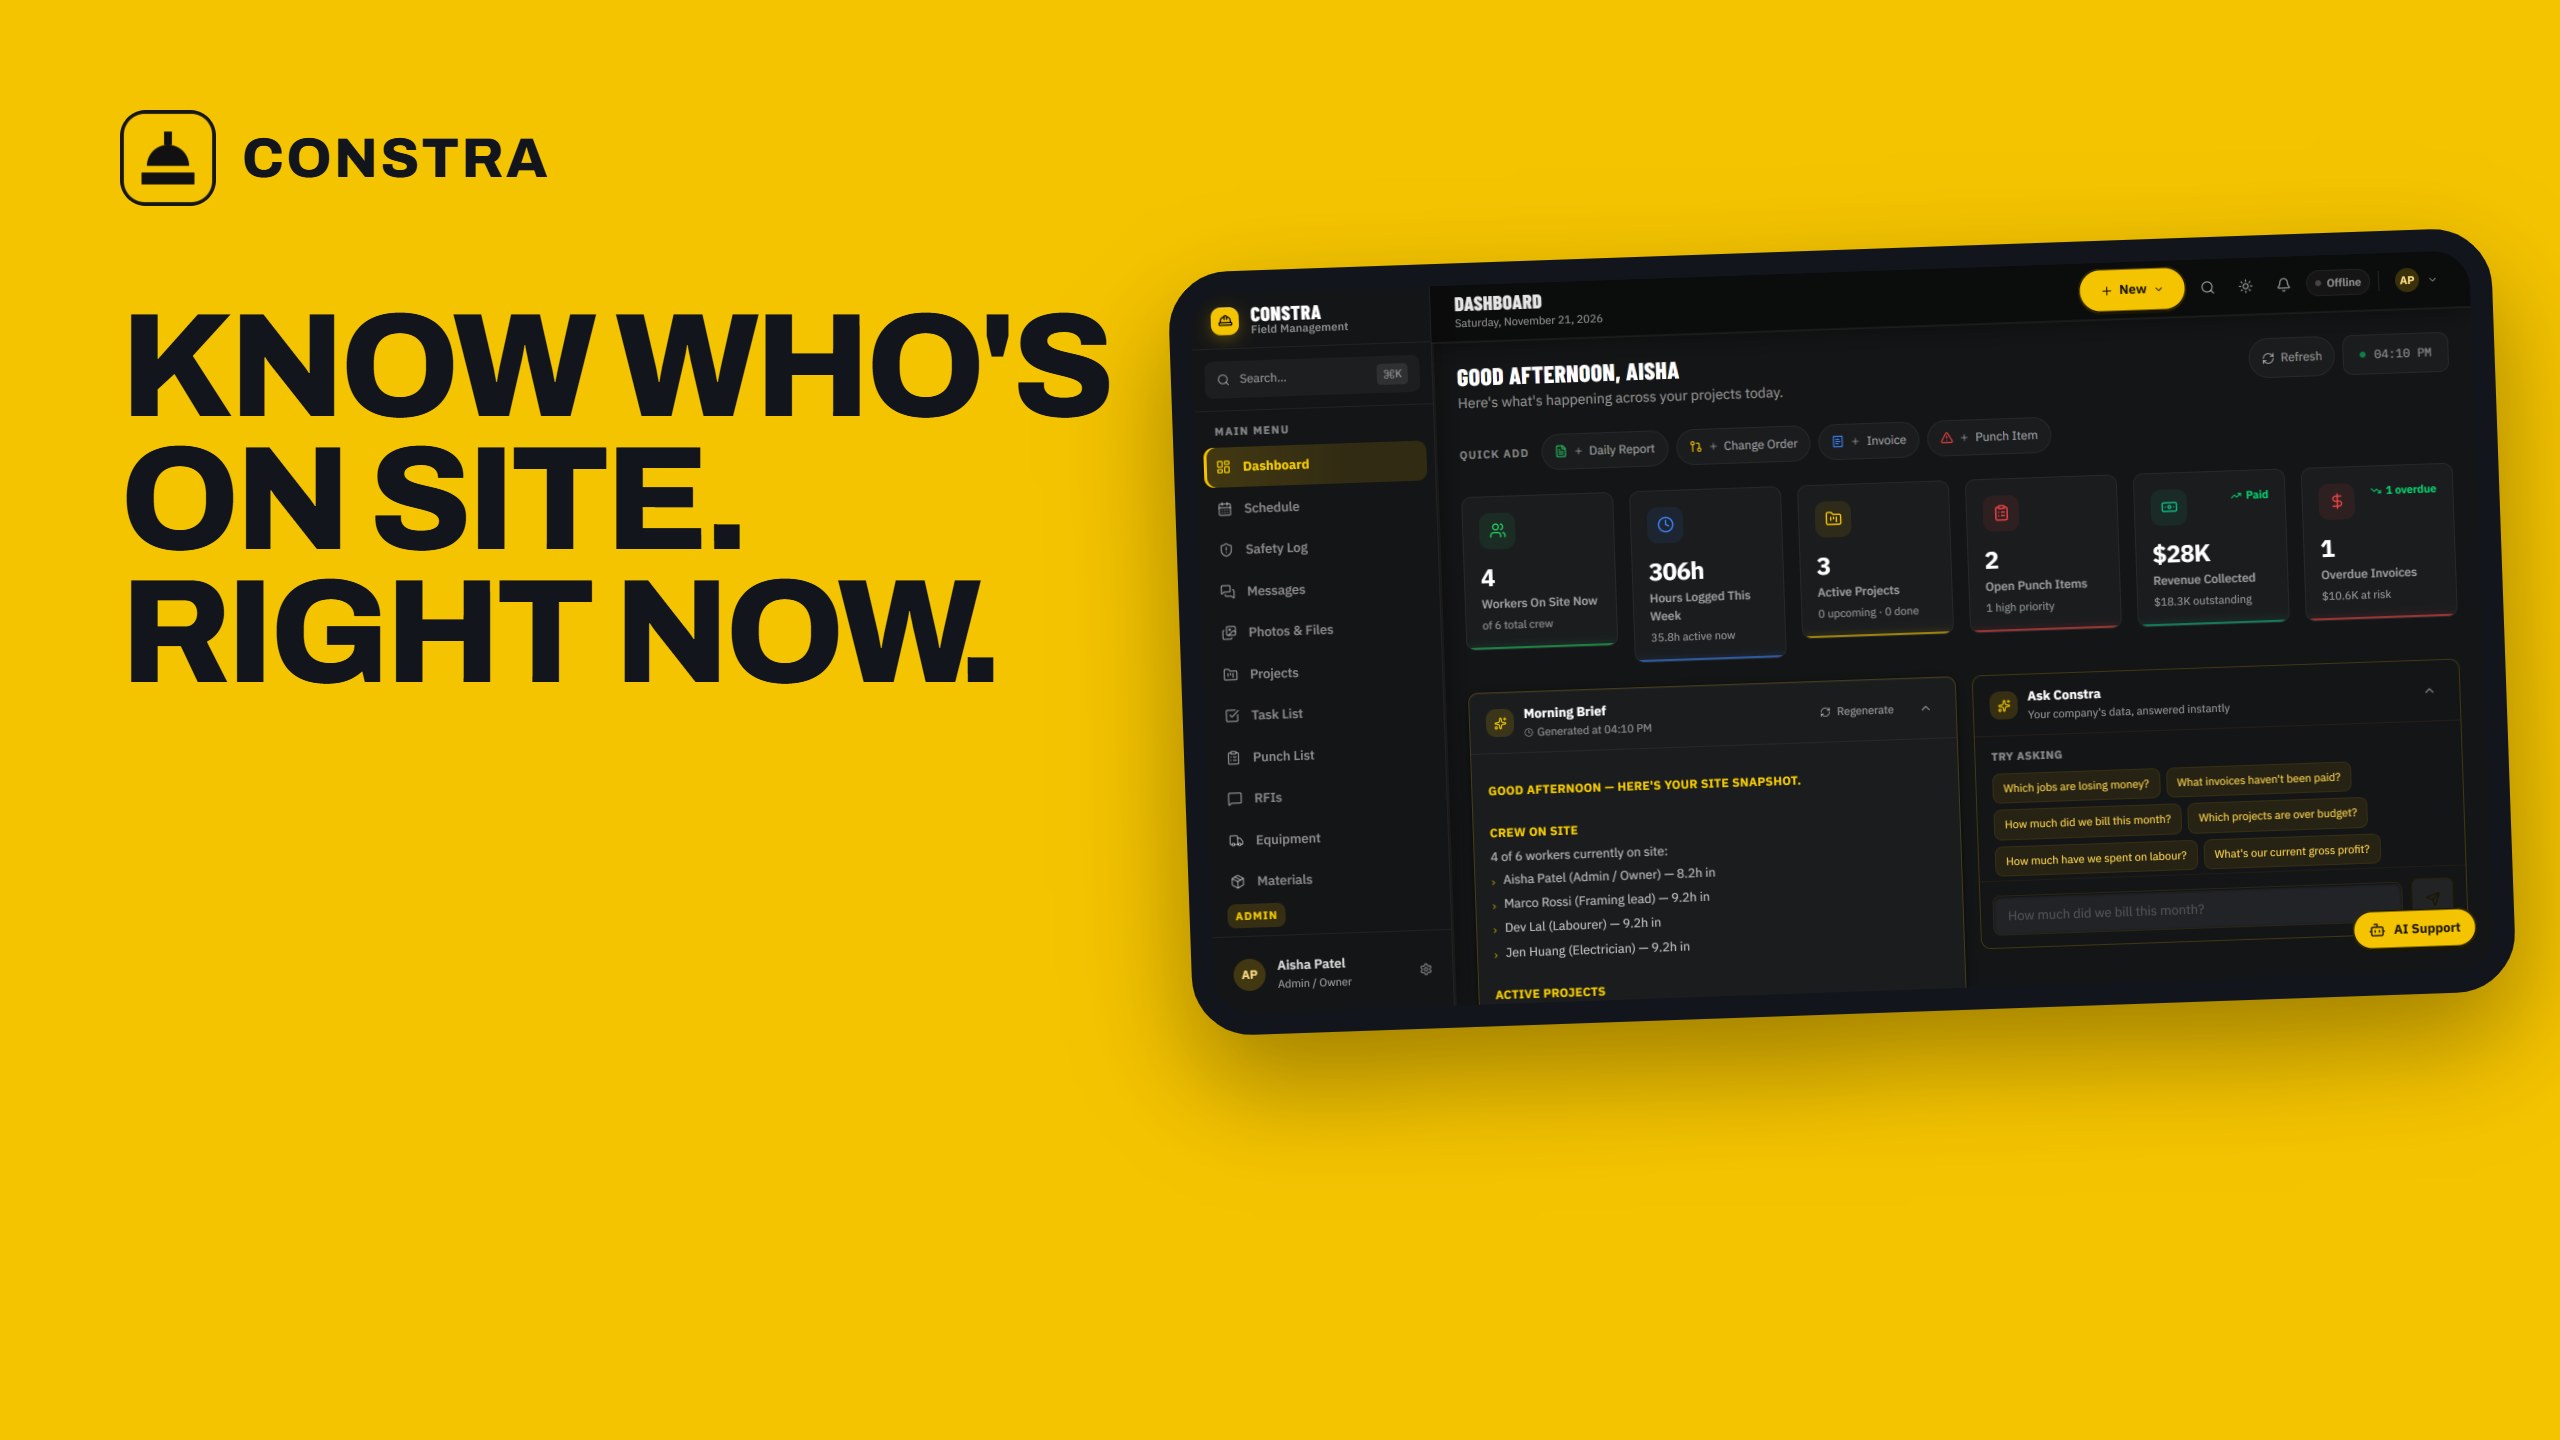 CONSTRA
KNOW WHO'S
ON SITE.
RIGHT NOW.
CONSTRA
Field Management
Search...
⌘K
MAIN MENU
Dashboard
Schedule
Safety Log
Messages
Photos & Files
Projects
Task List
Punch List
RFIs
Equipment
Materials
ADMIN
AP
Aisha Patel
Admin / Owner
DASHBOARD
Saturday, November 21, 2026
+ New
Offline
AP
GOOD AFTERNOON, AISHA
Here's what's happening across your projects today.
Refresh
04:10 PM
QUICK ADD
+ Daily Report
+ Change Order
+ Invoice
+ Punch Item
4
Workers On Site Now
of 6 total crew
306h
Hours Logged This
Week
35.8h active now
3
Active Projects
0 upcoming · 0 done
2
Open Punch Items
1 high priority
Paid
$28K
Revenue Collected
$18.3K outstanding
1 overdue
1
Overdue Invoices
$10.6K at risk
Morning Brief
Generated at 04:10 PM
Regenerate
GOOD AFTERNOON — HERE'S YOUR SITE SNAPSHOT.
CREW ON SITE
4 of 6 workers currently on site:
› Aisha Patel (Admin / Owner) — 8.2h in
› Marco Rossi (Framing lead) — 9.2h in
› Dev Lal (Labourer) — 9.2h in
› Jen Huang (Electrician) — 9.2h in
ACTIVE PROJECTS
Ask Constra
Your company's data, answered instantly
TRY ASKING
Which jobs are losing money?
What invoices haven't been paid?
How much did we bill this month?
Which projects are over budget?
How much have we spent on labour?
What's our current gross profit?
How much did we bill this month?
AI Support